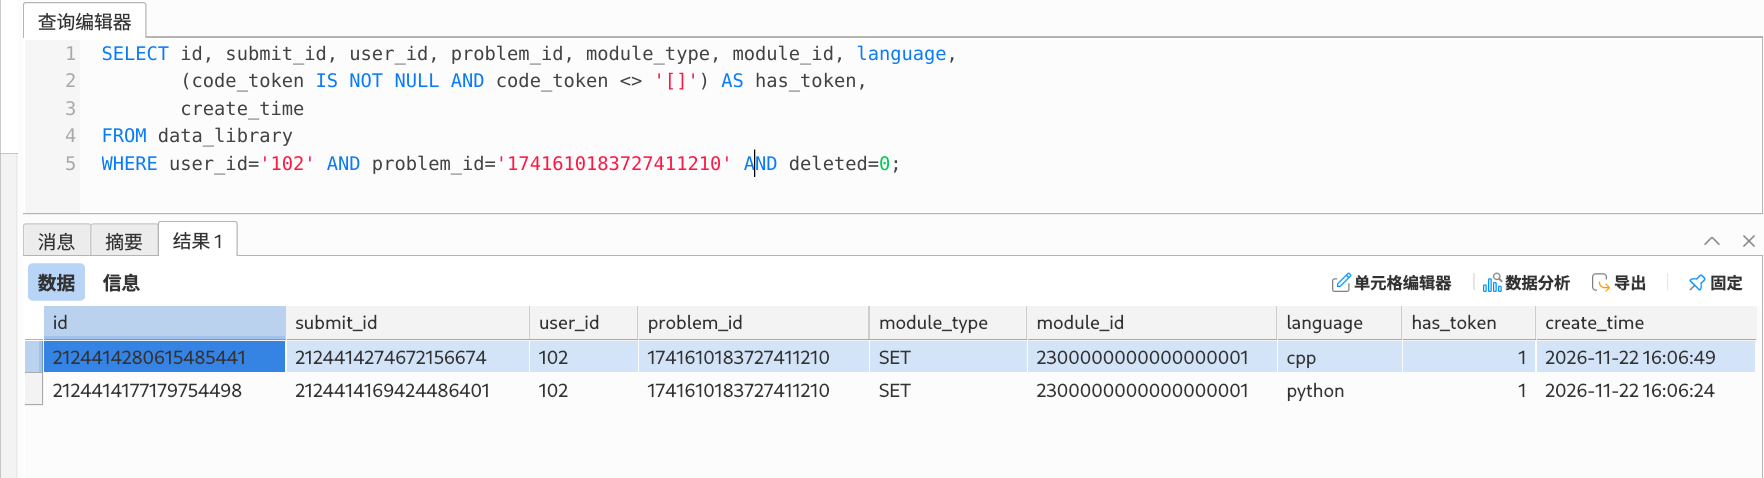 查询编辑器
1 SELECT id, submit_id, user_id, problem_id, module_type, module_id, language,
2 (code_token IS NOT NULL AND code_token <> '[]') AS has_token,
3 create_time
4 FROM data_library
5 WHERE user_id='102' AND problem_id='1741610183727411210' AND deleted=0;
消息 摘要 结果 1
数据 信息 单元格编辑器 数据分析 导出 固定
id submit_id user_id problem_id module_type module_id language has_token create_time
2124414280615485441 2124414274672156674 102 1741610183727411210 SET 2300000000000000001 cpp 1 2026-11-22 16:06:49
2124414177179754498 2124414169424486401 102 1741610183727411210 SET 2300000000000000001 python 1 2026-11-22 16:06:24